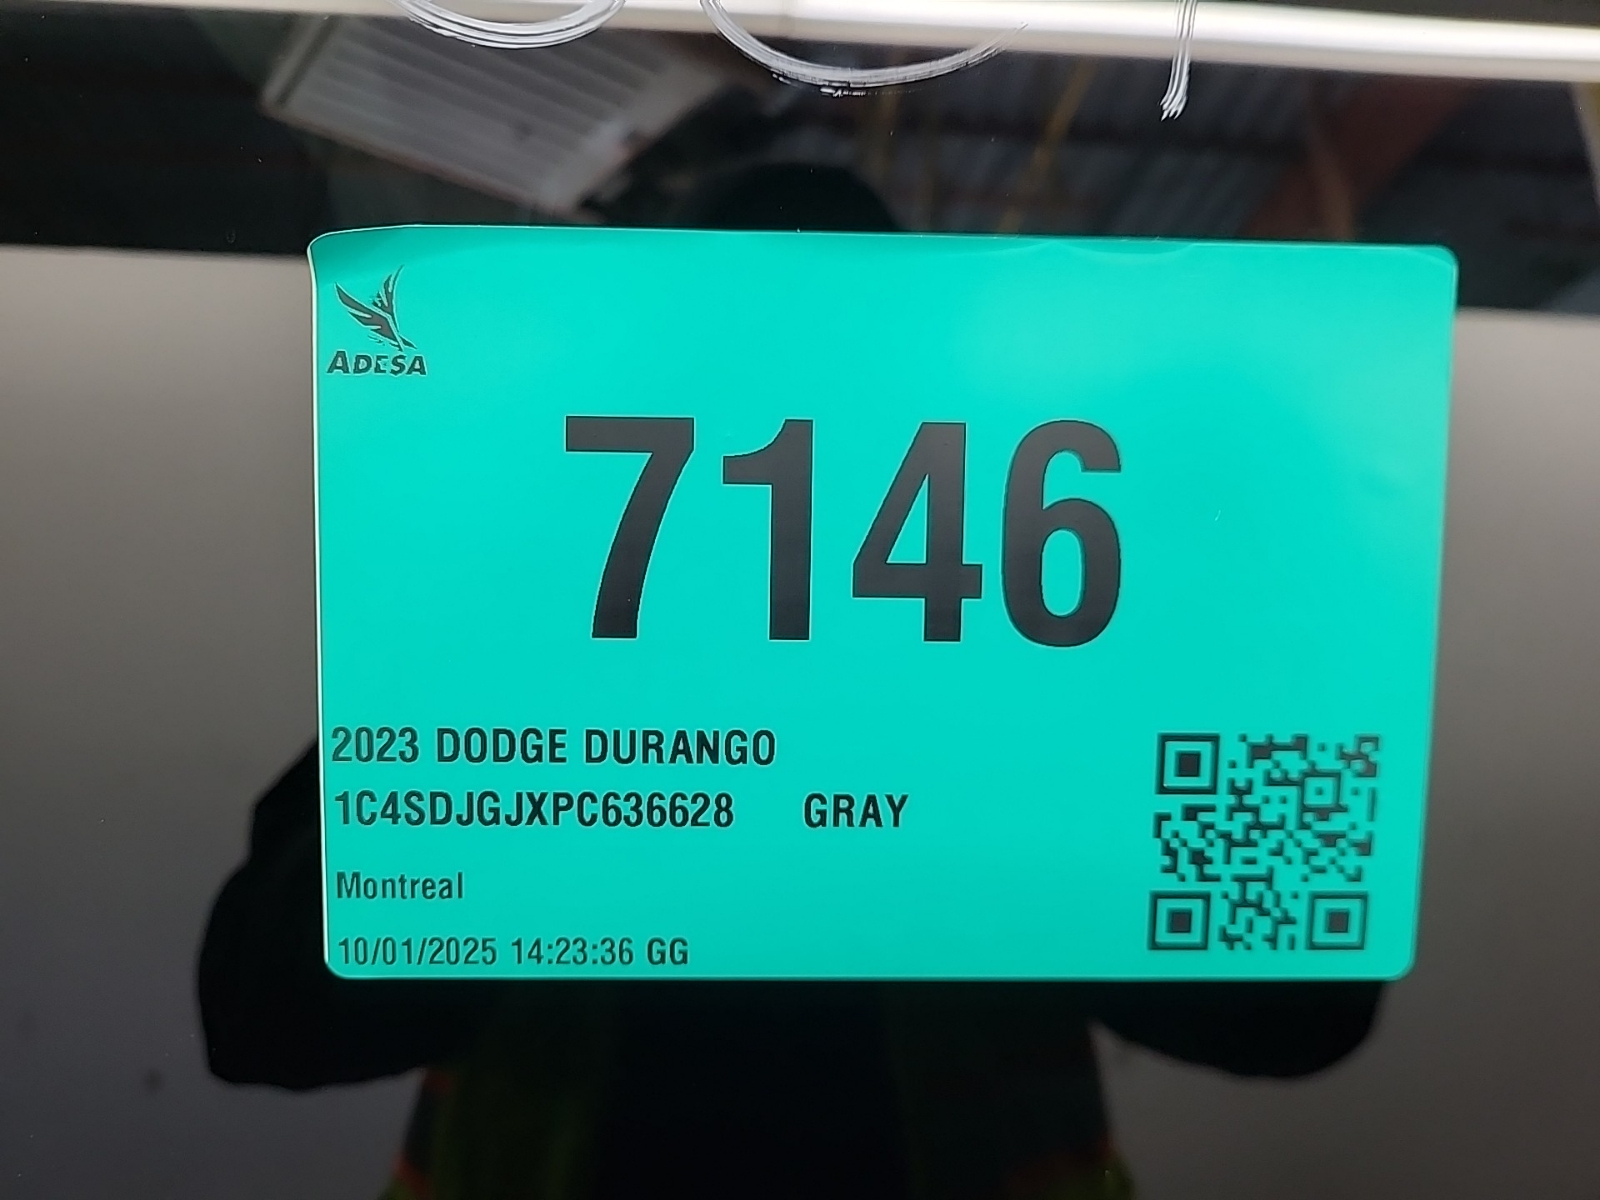 ADESA
7146
2023 DODGE DURANGO
1C4SDJGJXPC636628 GRAY
Montreal
10/01/2025 14:23:36 GG